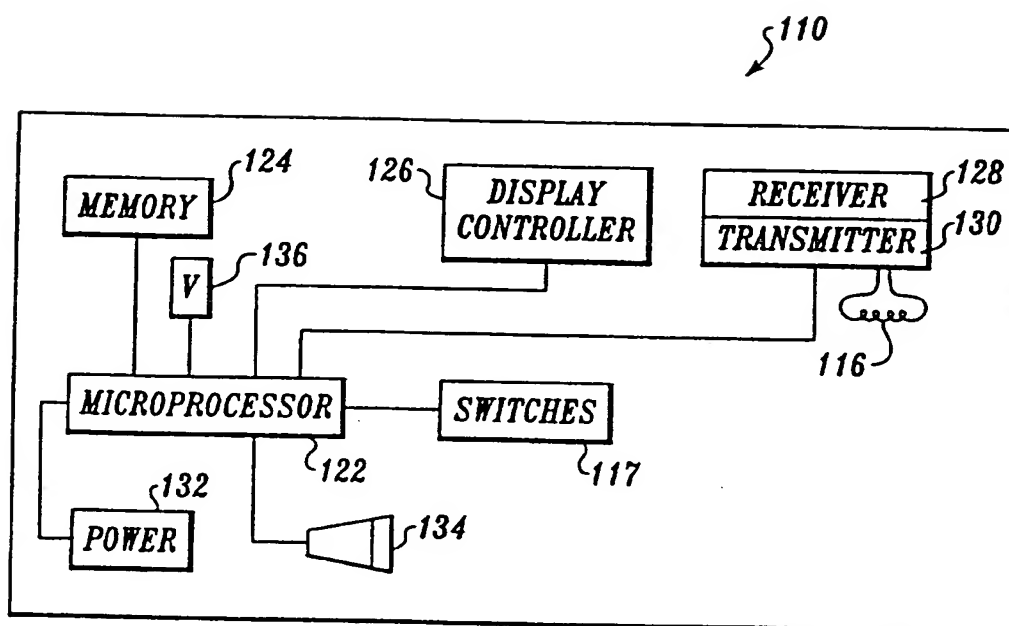 110
124
MEMORY
136
V
126
DISPLAY
CONTROLLER
RECEIVER
128
TRANSMITTER
130
116
MICROPROCESSOR
122
SWITCHES
117
132
POWER
134